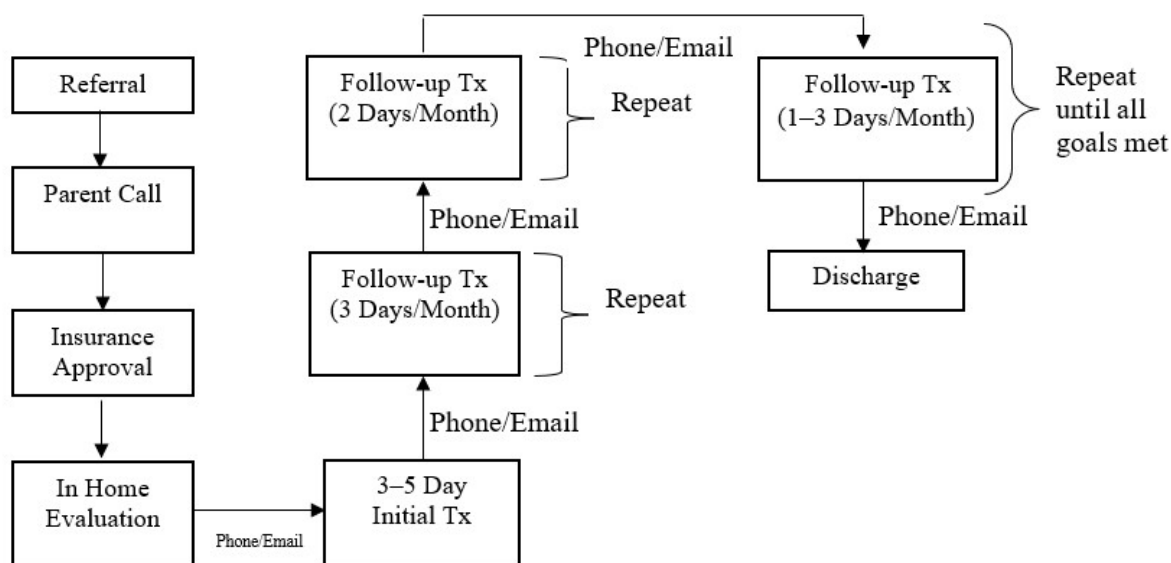 Referral
Parent Call
Insurance
Approval
In Home
Evaluation
Phone/Email
3–5 Day
Initial Tx
Phone/Email
Follow-up Tx
(3 Days/Month)
Repeat
Phone/Email
Follow-up Tx
(2 Days/Month)
Repeat
Phone/Email
Follow-up Tx
(1–3 Days/Month)
Repeat
until all
goals met
Phone/Email
Discharge